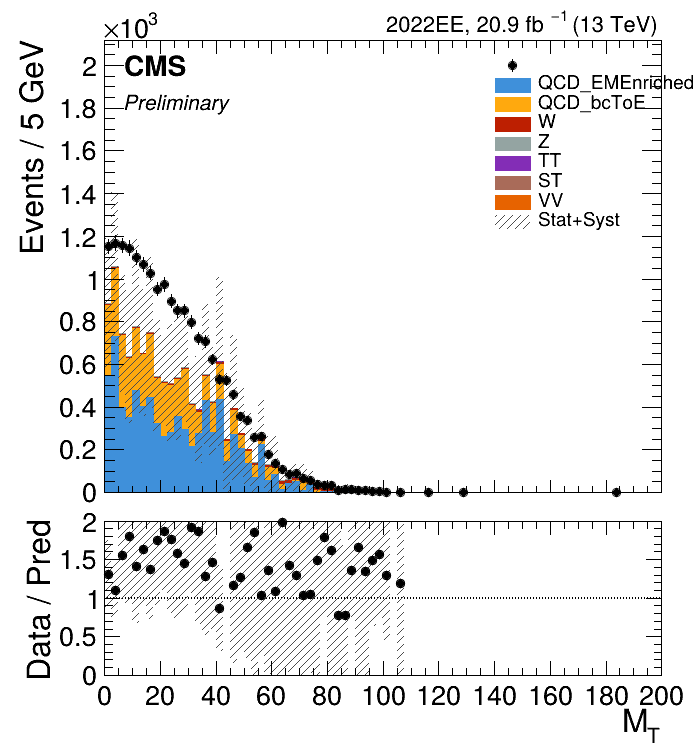 ×10³
2022EE, 20.9 fb ⁻¹ (13 TeV)
CMS
Preliminary
QCD_EMEnriched
QCD_bcToE
W
Z
TT
ST
VV
Stat+Syst
Events / 5 GeV
2
1.8
1.6
1.4
1.2
1
0.8
0.6
0.4
0.2
0
Data / Pred
2
1.5
1
0.5
0
0 20 40 60 80 100 120 140 160 180 200
M_T